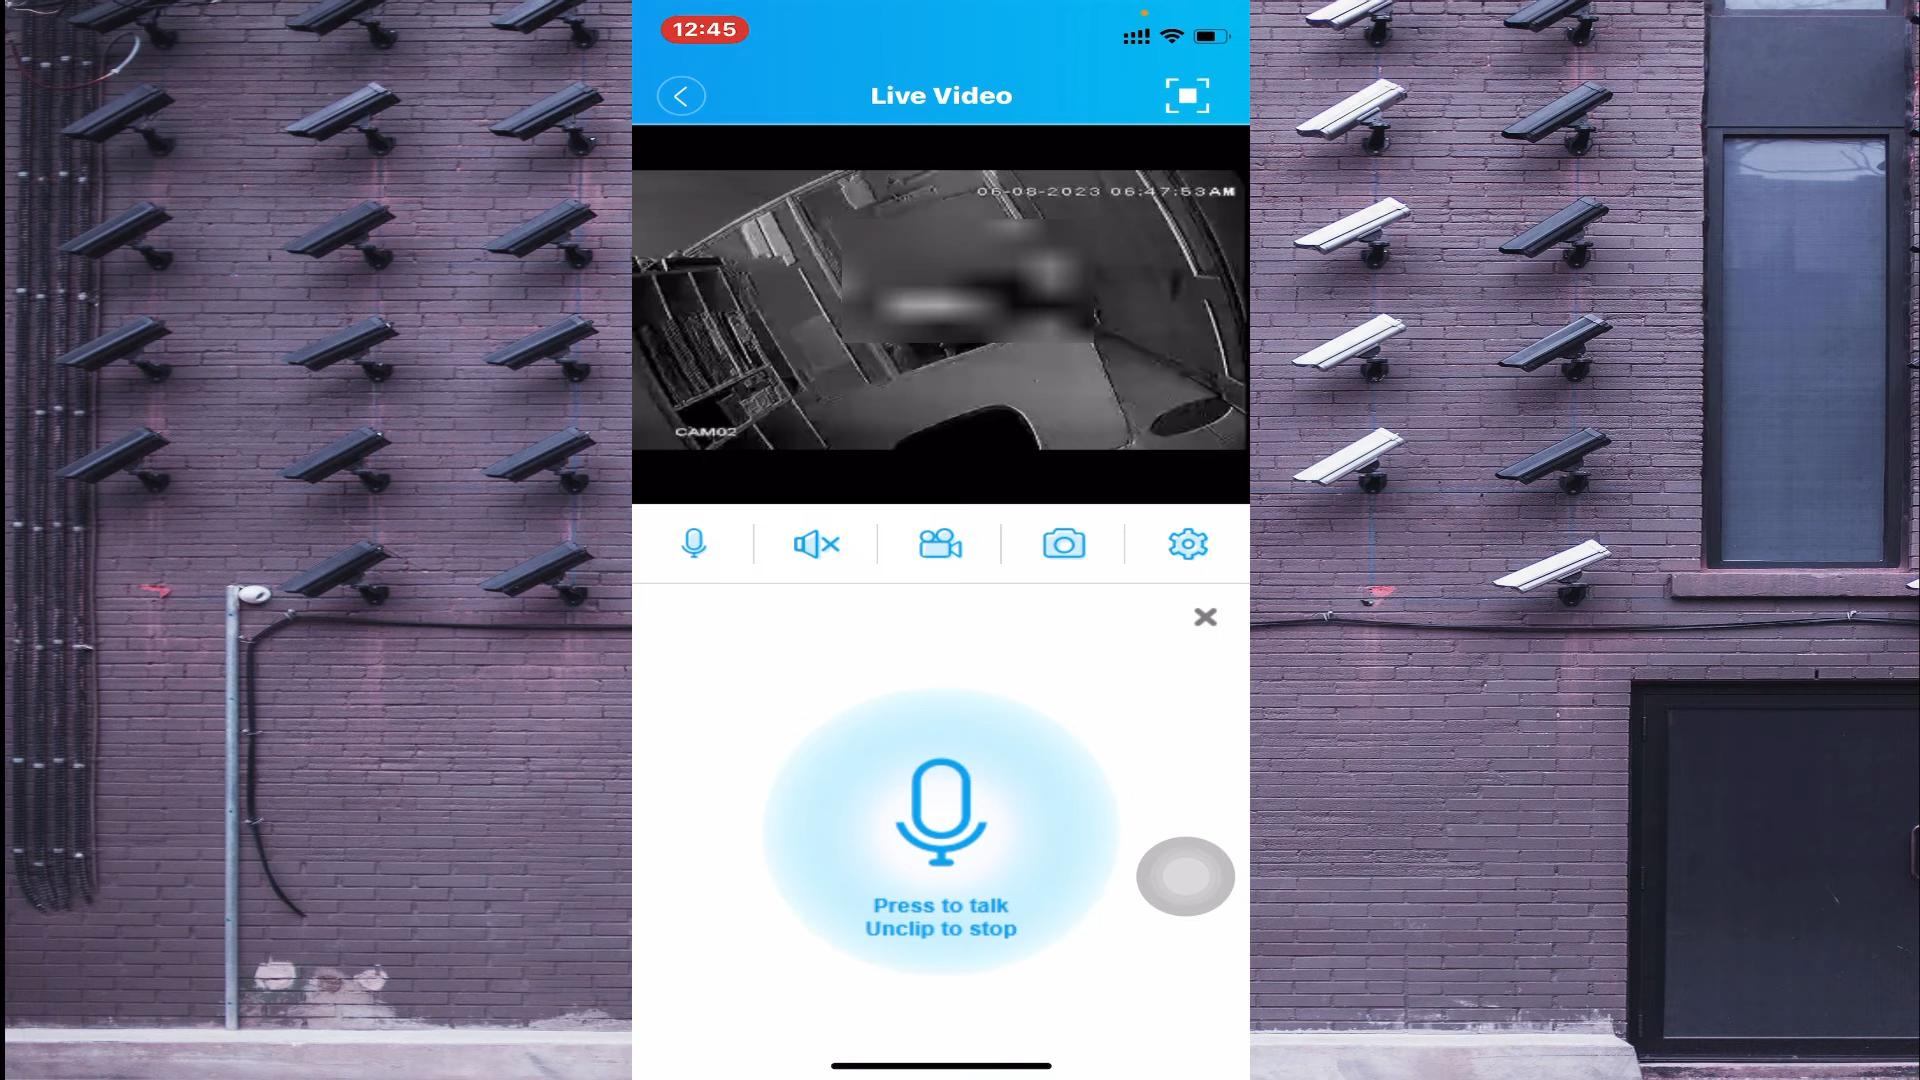 12:45
Live Video
06-08-2023 06:47:53AM
CAM02
Press to talk
Unclip to stop